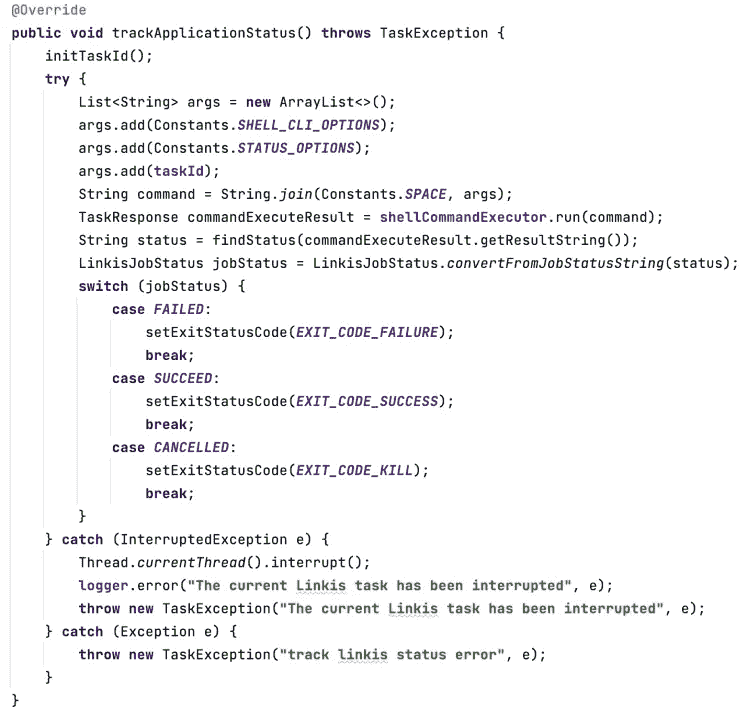 @Override
public void trackApplicationStatus() throws TaskException {
initTaskId();
try {
List<String> args = new ArrayList<>();
args.add(Constants.SHELL_CLI_OPTIONS);
args.add(Constants.STATUS_OPTIONS);
args.add(taskId);
String command = String.join(Constants.SPACE, args);
TaskResponse commandExecuteResult = shellCommandExecutor.run(command);
String status = findStatus(commandExecuteResult.getResultString());
LinkisJobStatus jobStatus = LinkisJobStatus.convertFromJobStatusString(status);
switch (jobStatus) {
case FAILED:
setExitStatusCode(EXIT_CODE_FAILURE);
break;
case SUCCEED:
setExitStatusCode(EXIT_CODE_SUCCESS);
break;
case CANCELLED:
setExitStatusCode(EXIT_CODE_KILL);
break;
}
} catch (InterruptedException e) {
Thread.currentThread().interrupt();
logger.error("The current Linkis task has been interrupted", e);
throw new TaskException("The current Linkis task has been interrupted", e);
} catch (Exception e) {
throw new TaskException("track linkis status error", e);
}
}